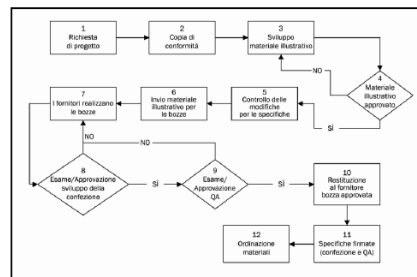 1
Richiesta
di progetto
2
Copia di
conformità
3
Sviluppo
materiale illustrativo
4
Materiale
illustrativo
approvato
NO
SÌ
5
Controllo delle
modifiche
per le specifiche
6
Invio materiale
illustrativo per
le bozze
7
I fornitori realizzano
le bozze
NO
NO
8
Esame/Approvazione
sviluppo della
confezione
SÌ
9
Esame/
Approvazione
QA
SÌ
10
Restituzione
al fornitore
bozza approvata
11
Specifiche firmate
(confezione e QA)
12
Ordinazione
materiali